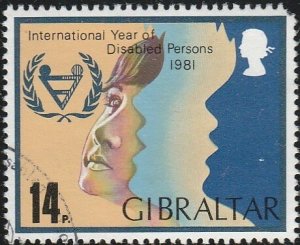 International Year of
Disabled Persons
1981
14P.
GIBRALTAR